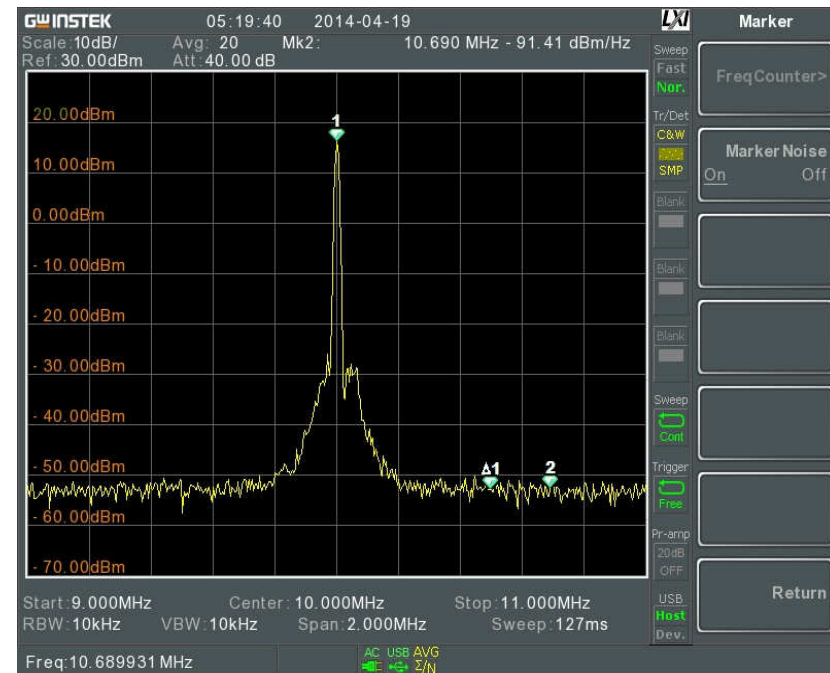 GWINSTEK 05:19:40 2014-04-19 LXI
Scale:10dB/ Avg: 20 Mk2: 10.690 MHz - 91.41 dBm/Hz
Ref:30.00dBm Att:40.00 dB
20.00dBm
10.00dBm
0.00dBm
- 10.00dBm
- 20.00dBm
- 30.00dBm
- 40.00dBm
- 50.00dBm
- 60.00dBm
- 70.00dBm
1
Δ1
2
Start:9.000MHz Center:10.000MHz Stop:11.000MHz
RBW:10kHz VBW:10kHz Span:2.000MHz Sweep:127ms
Freq:10.689931 MHz
AC USB AVG
Σ/N
Sweep
Fast
Nor.
Tr/Det
C&W
SMP
Blank
Blank
Blank
Sweep
Cont
Trigger
Free
Pr-amp
20dB
OFF
USB
Host
Dev.
Marker
FreqCounter>
Marker Noise
On Off
Return